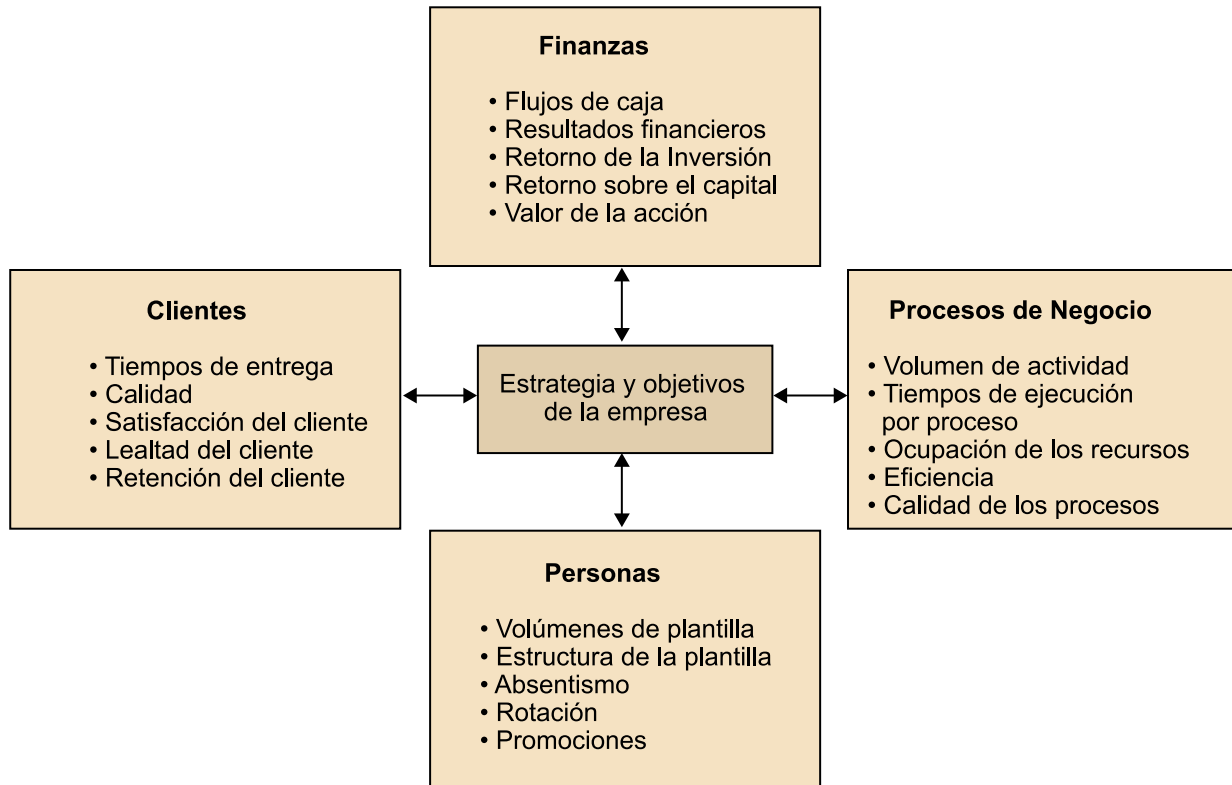 Finanzas
• Flujos de caja
• Resultados financieros
• Retorno de la Inversión
• Retorno sobre el capital
• Valor de la acción
Clientes
• Tiempos de entrega
• Calidad
• Satisfacción del cliente
• Lealtad del cliente
• Retención del cliente
Estrategia y objetivos
de la empresa
Procesos de Negocio
• Volumen de actividad
• Tiempos de ejecución
por proceso
• Ocupación de los recursos
• Eficiencia
• Calidad de los procesos
Personas
• Volúmenes de plantilla
• Estructura de la plantilla
• Absentismo
• Rotación
• Promociones